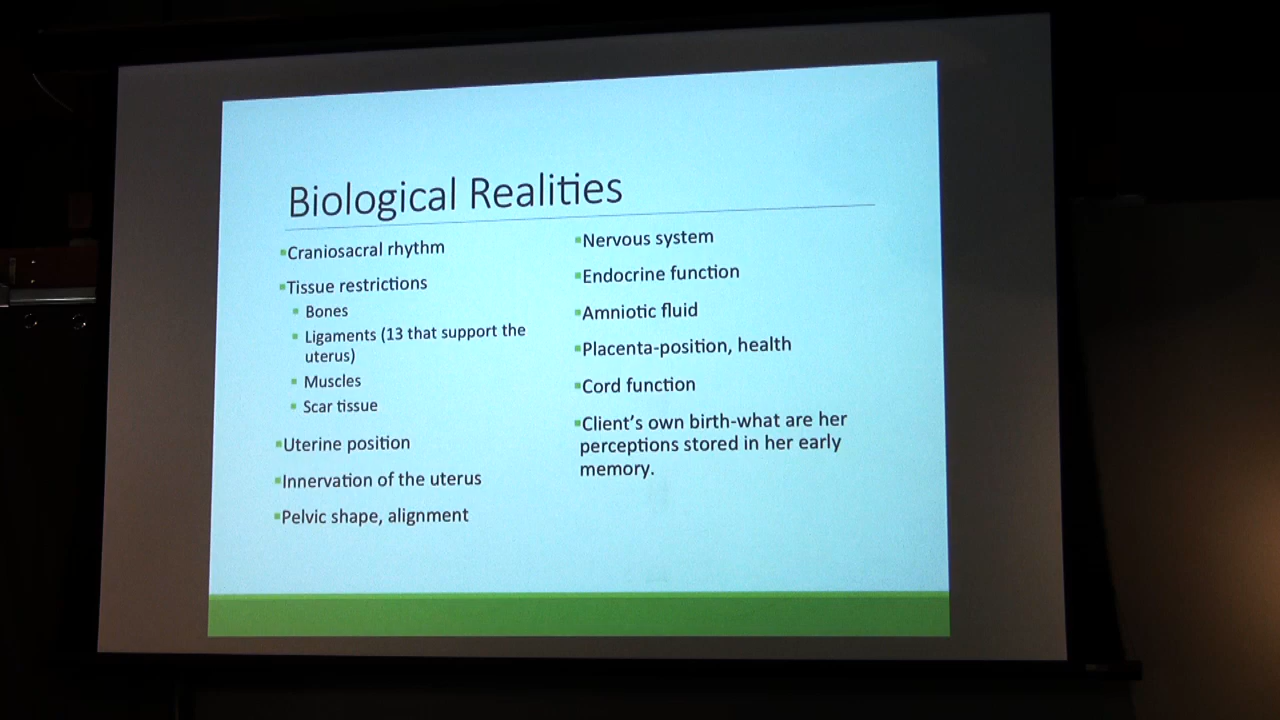 Biological Realities
▪Craniosacral rhythm
▪Tissue restrictions
▪ Bones
▪ Ligaments (13 that support the
uterus)
▪ Muscles
▪ Scar tissue
▪Uterine position
▪Innervation of the uterus
▪Pelvic shape, alignment
▪Nervous system
▪Endocrine function
▪Amniotic fluid
▪Placenta-position, health
▪Cord function
▪Client's own birth-what are her
perceptions stored in her early
memory.